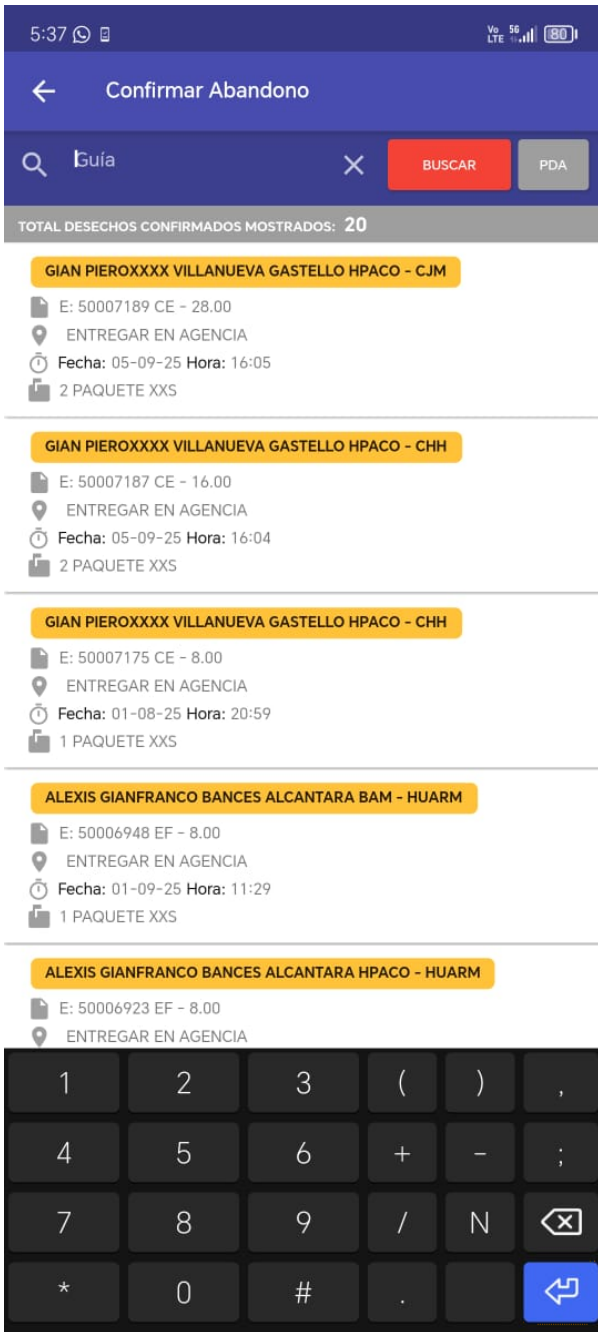 5:37
Vo LTE 5G 80
Confirmar Abandono
Guía
BUSCAR
PDA
TOTAL DESECHOS CONFIRMADOS MOSTRADOS: 20
GIAN PIEROXXXX VILLANUEVA GASTELLO HPACO - CJM
E: 50007189 CE - 28.00
ENTREGAR EN AGENCIA
Fecha: 05-09-25 Hora: 16:05
2 PAQUETE XXS
GIAN PIEROXXXX VILLANUEVA GASTELLO HPACO - CHH
E: 50007187 CE - 16.00
ENTREGAR EN AGENCIA
Fecha: 05-09-25 Hora: 16:04
2 PAQUETE XXS
GIAN PIEROXXXX VILLANUEVA GASTELLO HPACO - CHH
E: 50007175 CE - 8.00
ENTREGAR EN AGENCIA
Fecha: 01-08-25 Hora: 20:59
1 PAQUETE XXS
ALEXIS GIANFRANCO BANCES ALCANTARA BAM - HUARM
E: 50006948 EF - 8.00
ENTREGAR EN AGENCIA
Fecha: 01-09-25 Hora: 11:29
1 PAQUETE XXS
ALEXIS GIANFRANCO BANCES ALCANTARA HPACO - HUARM
E: 50006923 EF - 8.00
ENTREGAR EN AGENCIA
1 2 3 ( ) ,
4 5 6 + - ;
7 8 9 / N
* 0 # .